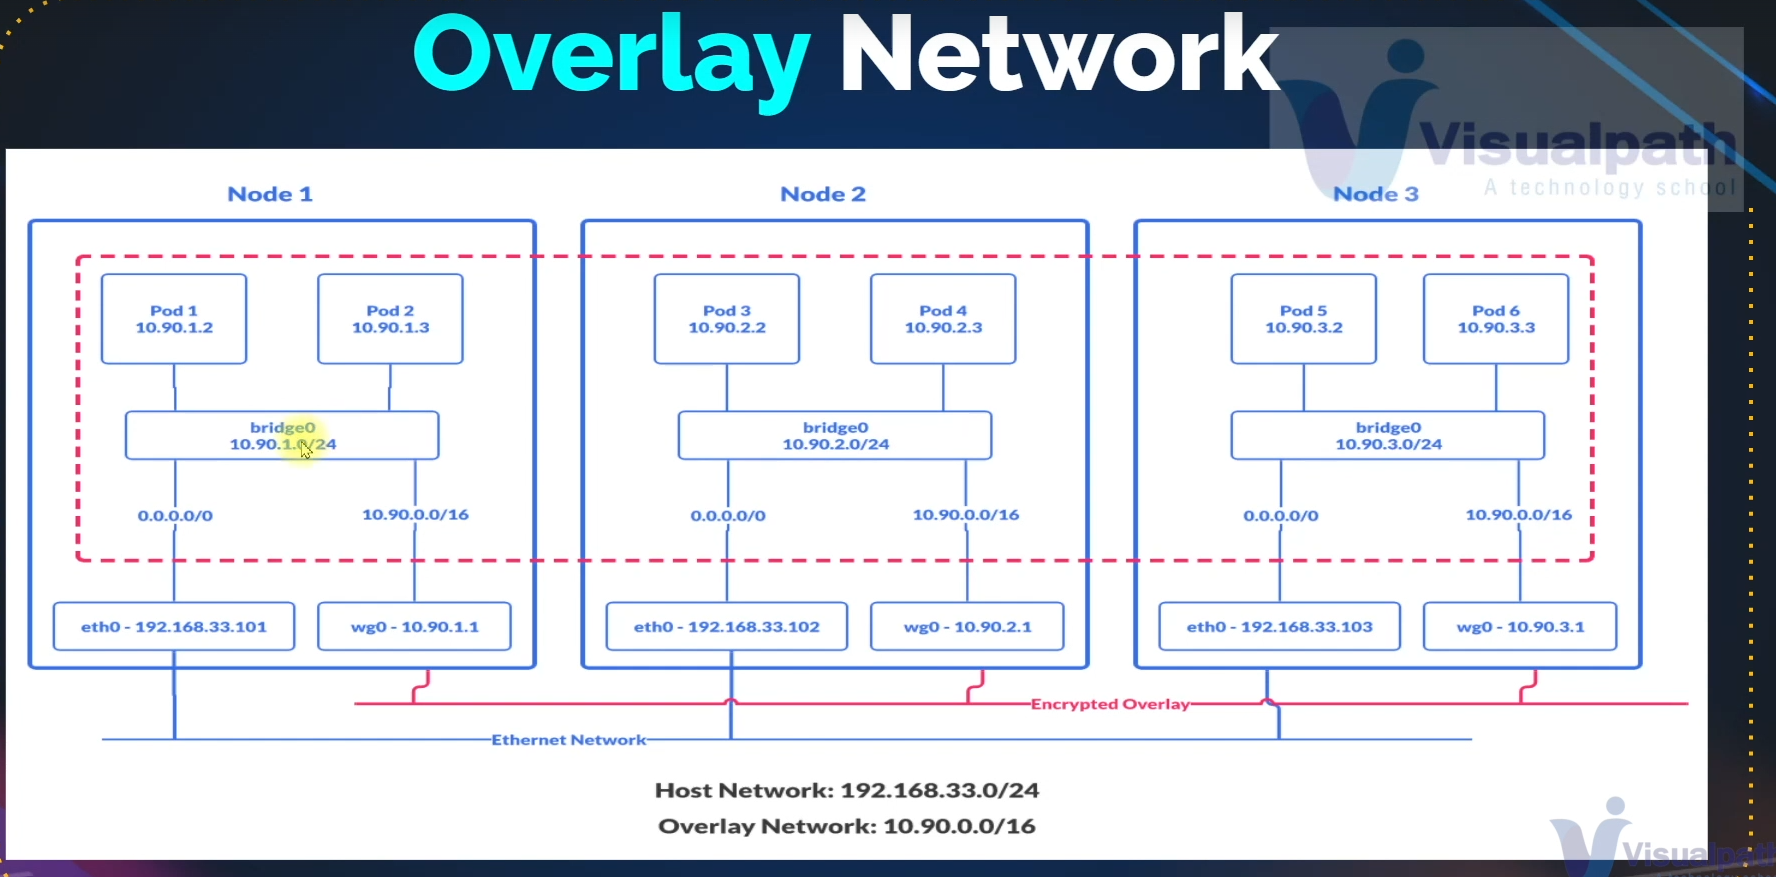 Overlay Network
Visualpath
A technology school
Node 1
Node 2
Node 3
Pod 1
10.90.1.2
Pod 2
10.90.1.3
Pod 3
10.90.2.2
Pod 4
10.90.2.3
Pod 5
10.90.3.2
Pod 6
10.90.3.3
bridge0
10.90.1.0/24
bridge0
10.90.2.0/24
bridge0
10.90.3.0/24
0.0.0.0/0
10.90.0.0/16
0.0.0.0/0
10.90.0.0/16
0.0.0.0/0
10.90.0.0/16
eth0 - 192.168.33.101
wg0 - 10.90.1.1
eth0 - 192.168.33.102
wg0 - 10.90.2.1
eth0 - 192.168.33.103
wg0 - 10.90.3.1
Encrypted Overlay
Ethernet Network
Host Network: 192.168.33.0/24
Overlay Network: 10.90.0.0/16